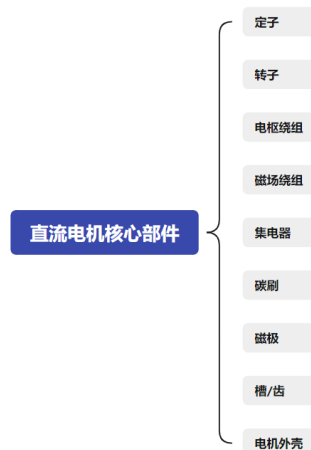 定子
转子
电枢绕组
磁场绕组
直流电机核心部件
集电器
碳刷
磁极
槽/齿
电机外壳